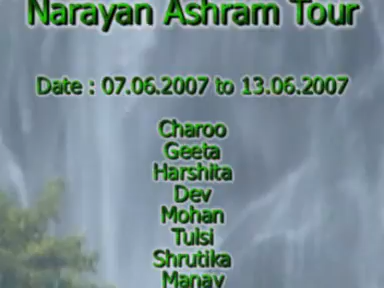 Narayan Ashram Tour
Date : 07.06.2007 to 13.06.2007
Charoo
Geeta
Harshita
Dev
Mohan
Tulsi
Shrutika
Manav